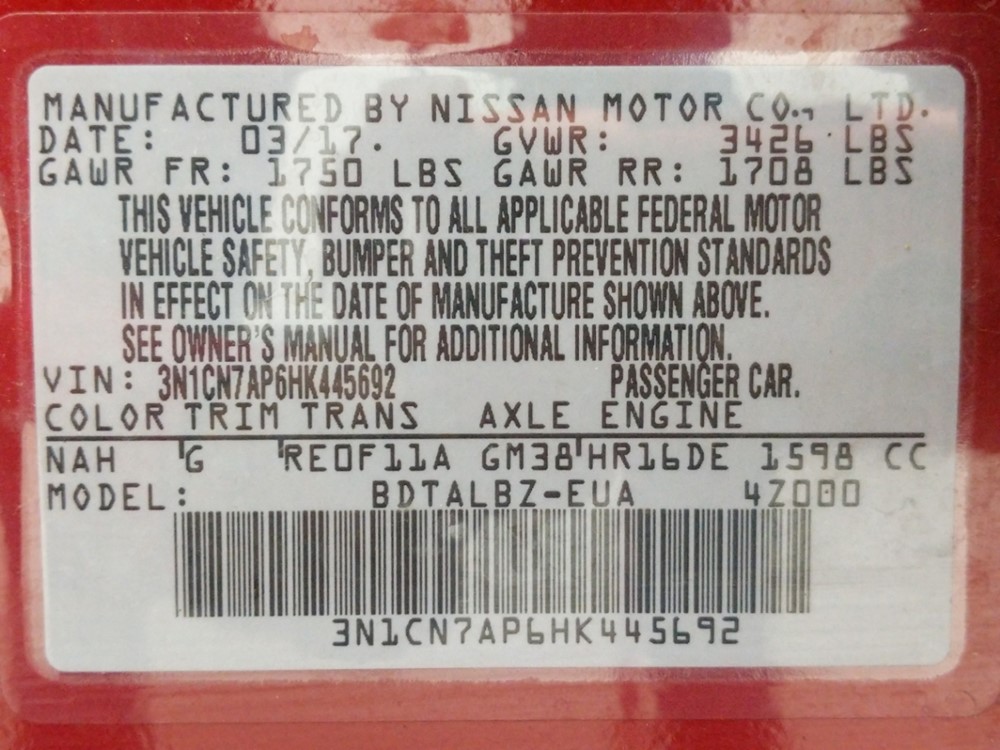 MANUFACTURED BY NISSAN MOTOR CO., LTD.
DATE: 03/17. GVWR: 3426 LBS
GAWR FR: 1750 LBS GAWR RR: 1708 LBS
THIS VEHICLE CONFORMS TO ALL APPLICABLE FEDERAL MOTOR
VEHICLE SAFETY, BUMPER AND THEFT PREVENTION STANDARDS
IN EFFECT ON THE DATE OF MANUFACTURE SHOWN ABOVE.
SEE OWNER'S MANUAL FOR ADDITIONAL INFORMATION.
VIN: 3N1CN7AP6HK445692 PASSENGER CAR.
COLOR TRIM TRANS AXLE ENGINE
NAH G RE0F11A GM38 HR16DE 1598 CC
MODEL: BDTALBZ-EUA 4Z000
3N1CN7AP6HK445692